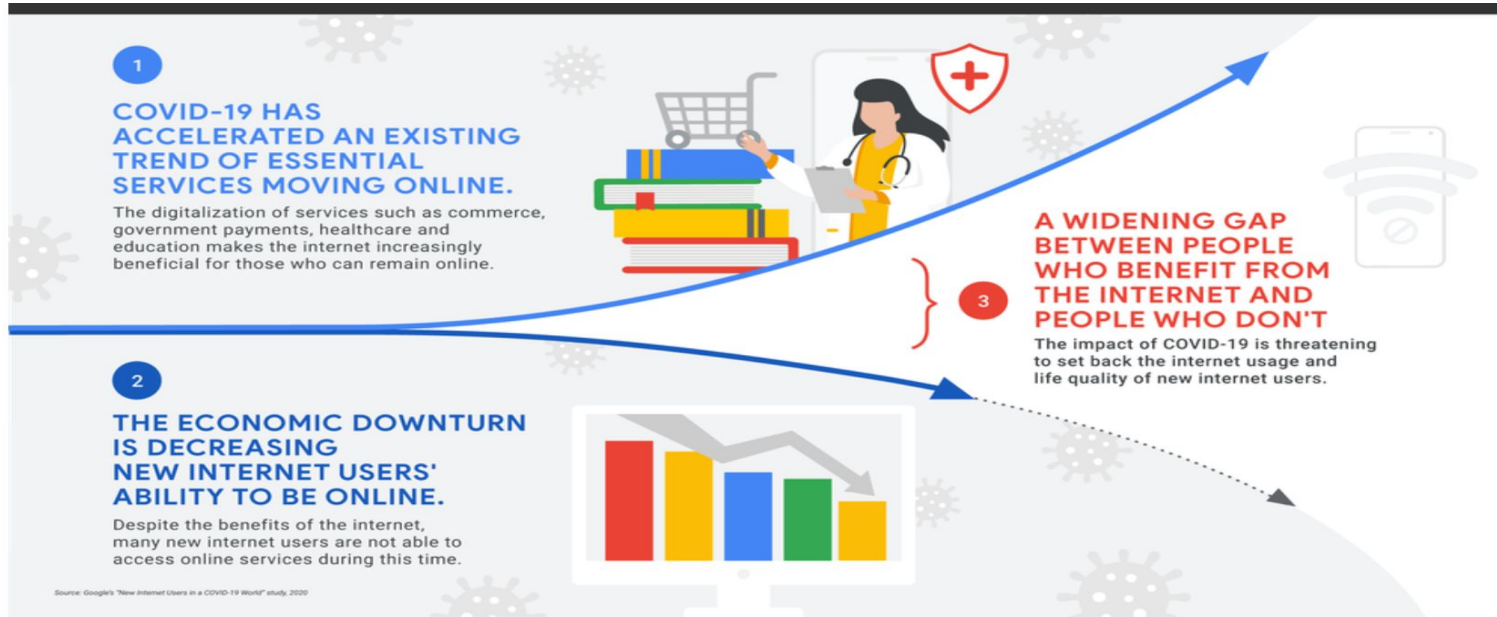 1
COVID-19 HAS
ACCELERATED AN EXISTING
TREND OF ESSENTIAL
SERVICES MOVING ONLINE.
The digitalization of services such as commerce,
government payments, healthcare and
education makes the internet increasingly
beneficial for those who can remain online.
2
THE ECONOMIC DOWNTURN
IS DECREASING
NEW INTERNET USERS'
ABILITY TO BE ONLINE.
Despite the benefits of the internet,
many new internet users are not able to
access online services during this time.
3
A WIDENING GAP
BETWEEN PEOPLE
WHO BENEFIT FROM
THE INTERNET AND
PEOPLE WHO DON'T
The impact of COVID-19 is threatening
to set back the internet usage and
life quality of new internet users.
Source: Google's "New Internet Users in a COVID-19 World" study, 2020